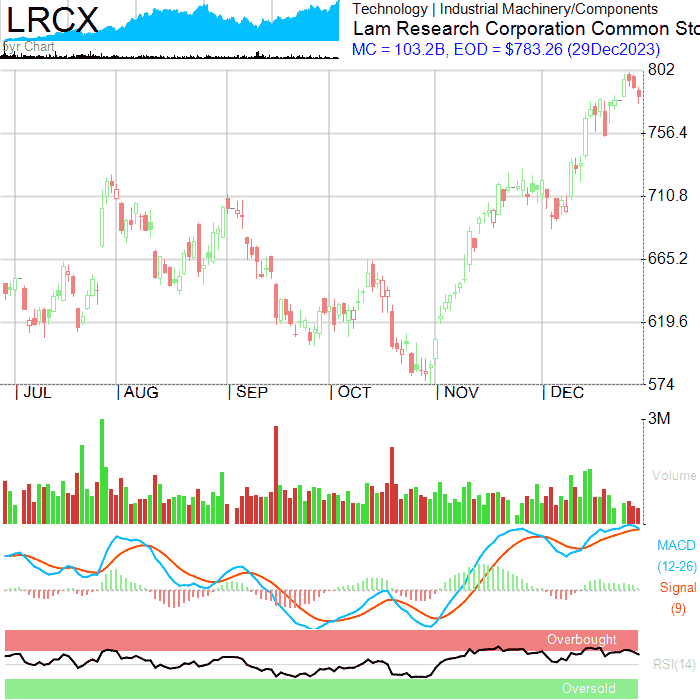 LRCX
5yr Chart
Technology | Industrial Machinery/Components
Lam Research Corporation Common Sto
MC = 103.2B, EOD = $783.26 (29Dec2023)
802
756.4
710.8
665.2
619.6
574
| JUL | AUG | SEP | OCT | NOV | DEC
3M
Volume
MACD
(12-26)
Signal
(9)
Overbought
RSI(14)
Oversold